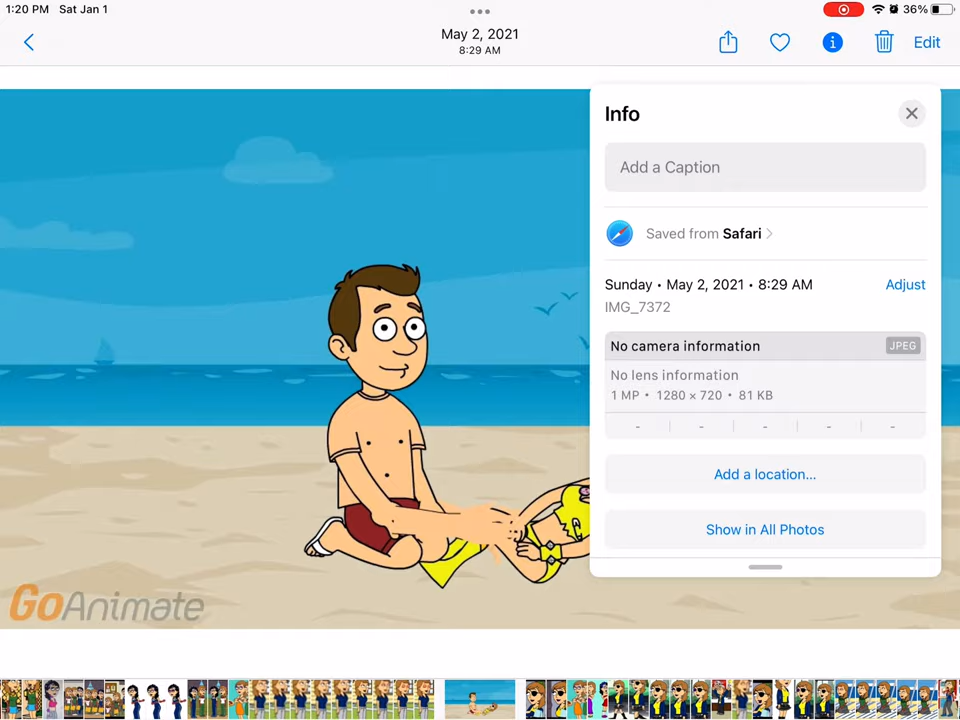 1:20 PM Sat Jan 1
36%
May 2, 2021
8:29 AM
Edit
Info
Add a Caption
Saved from Safari
Sunday • May 2, 2021 • 8:29 AM
Adjust
IMG_7372
No camera information
JPEG
No lens information
1 MP • 1280 × 720 • 81 KB
- - - - -
Add a location...
Show in All Photos
GoAnimate